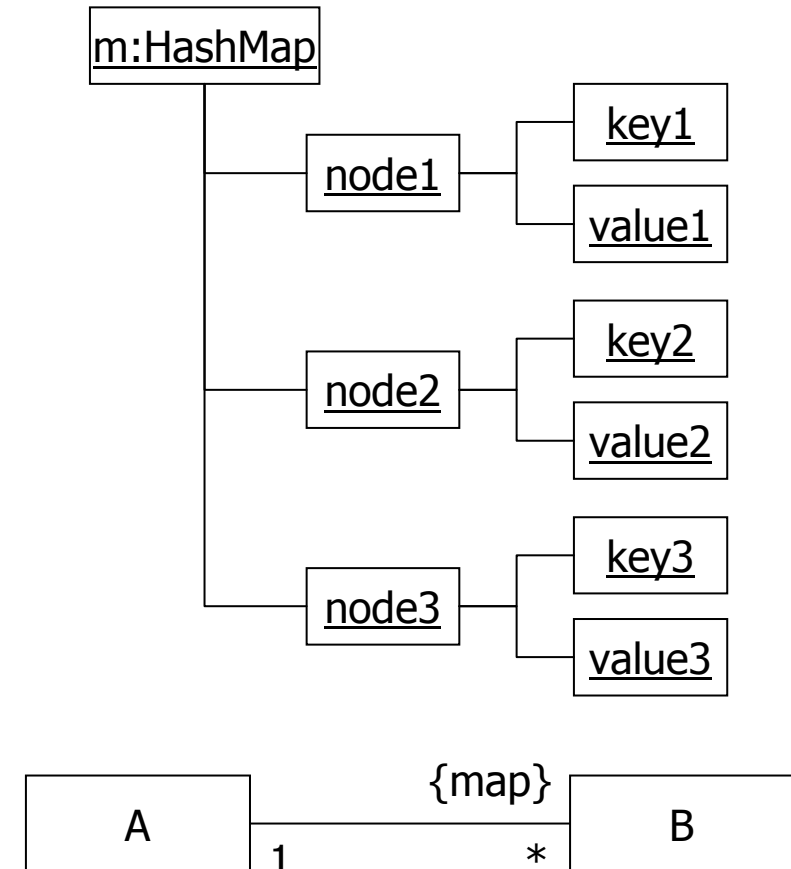 m:HashMap
key1
node1
value1
key2
node2
value2
key3
node3
value3
{map}
A
B
1
*